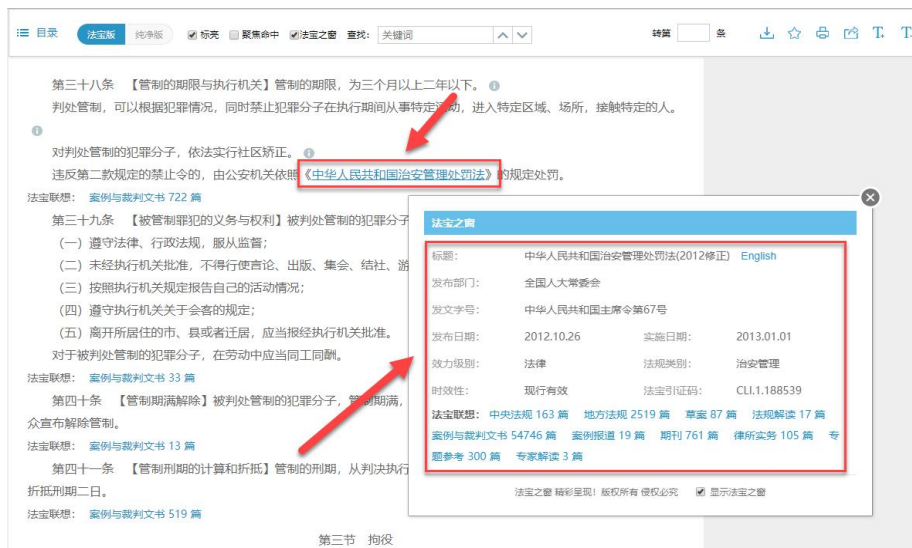 目录 法宝版 纯净版 标亮 聚焦命中 法宝之窗 查找: 关键词 转第 条
第三十八条 【管制的期限与执行机关】管制的期限，为三个月以上二年以下。
判处管制，可以根据犯罪情况，同时禁止犯罪分子在执行期间从事特定活动，进入特定区域、场所，接触特定的人。
对判处管制的犯罪分子，依法实行社区矫正。
违反第二款规定的禁止令的，由公安机关依照《中华人民共和国治安管理处罚法》的规定处罚。
法宝联想: 案例与裁判文书 722 篇
第三十九条 【被管制罪犯的义务与权利】被判处管制的犯罪分子
（一）遵守法律、行政法规，服从监督；
（二）未经执行机关批准，不得行使言论、出版、集会、结社、游
（三）按照执行机关规定报告自己的活动情况；
（四）遵守执行机关关于会客的规定；
（五）离开所居住的市、县或者迁居，应当报经执行机关批准。
对于被判处管制的犯罪分子，在劳动中应当同工同酬。
法宝联想: 案例与裁判文书 33 篇
第四十条 【管制期满解除】被判处管制的犯罪分子，管制期满，
众宣布解除管制。
法宝联想: 案例与裁判文书 13 篇
第四十一条 【管制刑期的计算和折抵】管制的刑期，从判决执行
折抵刑期二日。
法宝联想: 案例与裁判文书 519 篇
第三节 拘役
法宝之窗
标题: 中华人民共和国治安管理处罚法(2012修正) English
发布部门: 全国人大常委会
发文字号: 中华人民共和国主席令第67号
发布日期: 2012.10.26 实施日期: 2013.01.01
效力级别: 法律 法规类别: 治安管理
时效性: 现行有效 法宝引证码: CLI.1.188539
法宝联想: 中央法规 163 篇 地方法规 2519 篇 草案 87 篇 法规解读 17 篇
案例与裁判文书 54746 篇 案例报道 19 篇 期刊 761 篇 律所实务 105 篇 专
题参考 300 篇 专家解读 3 篇
法宝之窗 精彩呈现! 版权所有 侵权必究 显示法宝之窗